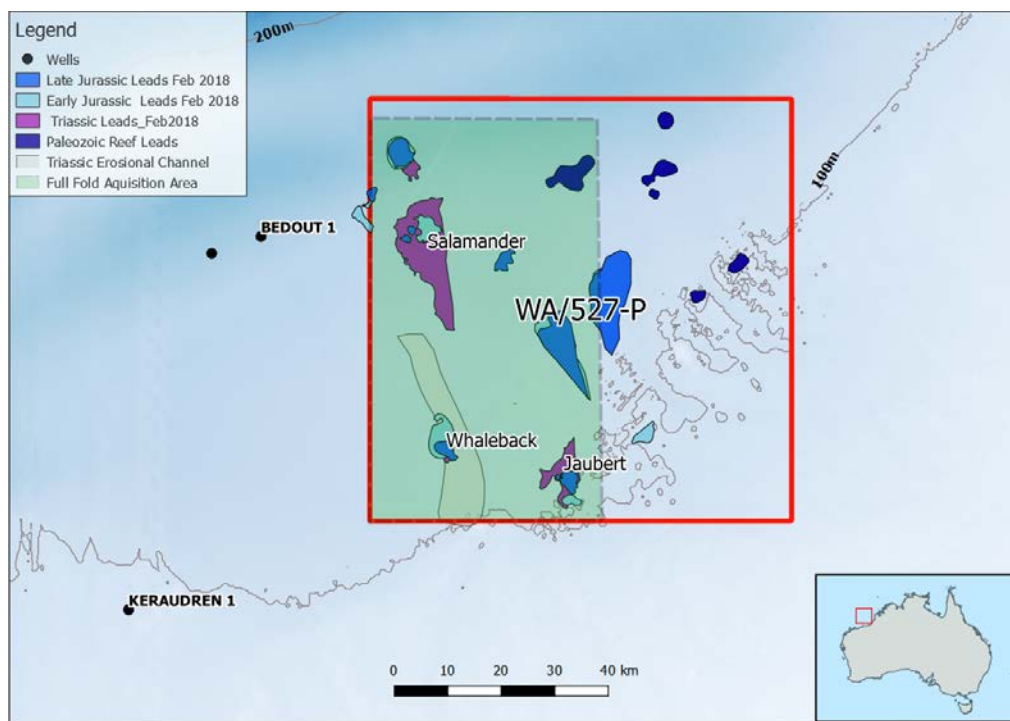 Legend
Wells
Late Jurassic Leads Feb 2018
Early Jurassic Leads Feb 2018
Triassic Leads_Feb2018
Paleozoic Reef Leads
Triassic Erosional Channel
Full Fold Aquisition Area
200m
100m
BEDOUT 1
Salamander
WA/527-P
Whaleback
Jaubert
KERAUDREN 1
0 10 20 30 40 km